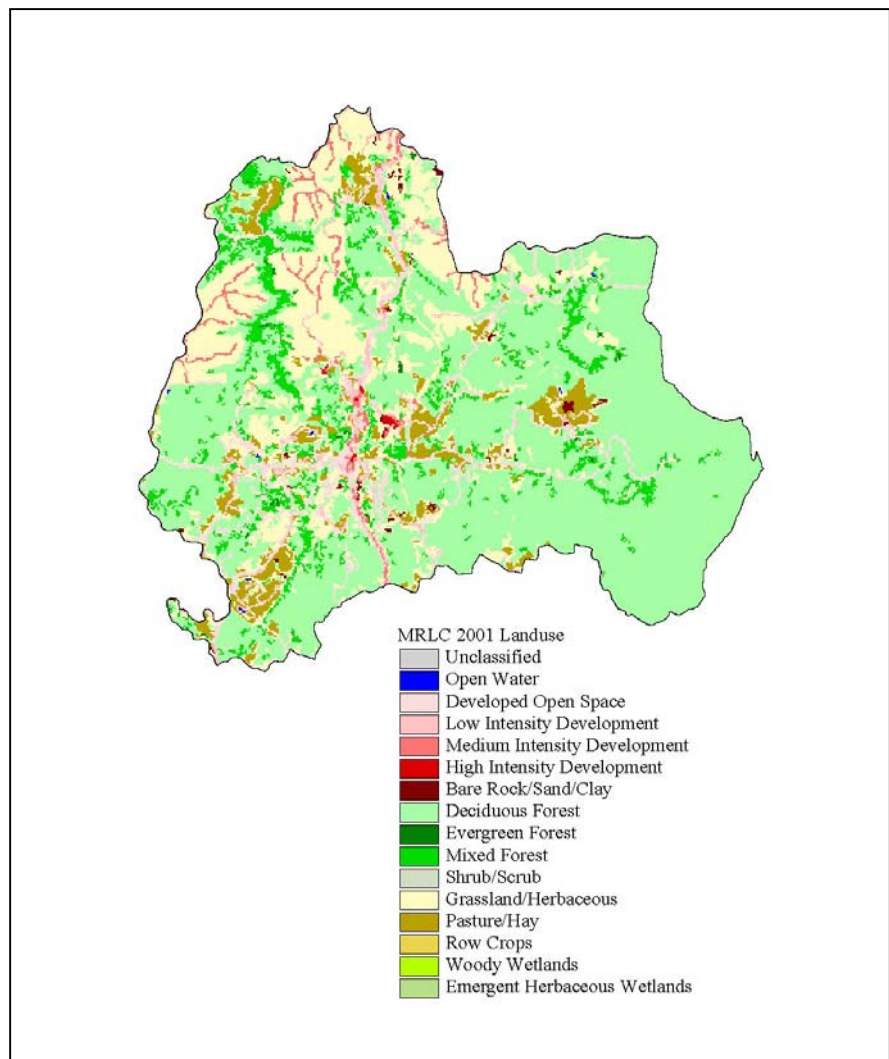 MRLC 2001 Landuse
Unclassified
Open Water
Developed Open Space
Low Intensity Development
Medium Intensity Development
High Intensity Development
Bare Rock/Sand/Clay
Deciduous Forest
Evergreen Forest
Mixed Forest
Shrub/Scrub
Grassland/Herbaceous
Pasture/Hay
Row Crops
Woody Wetlands
Emergent Herbaceous Wetlands